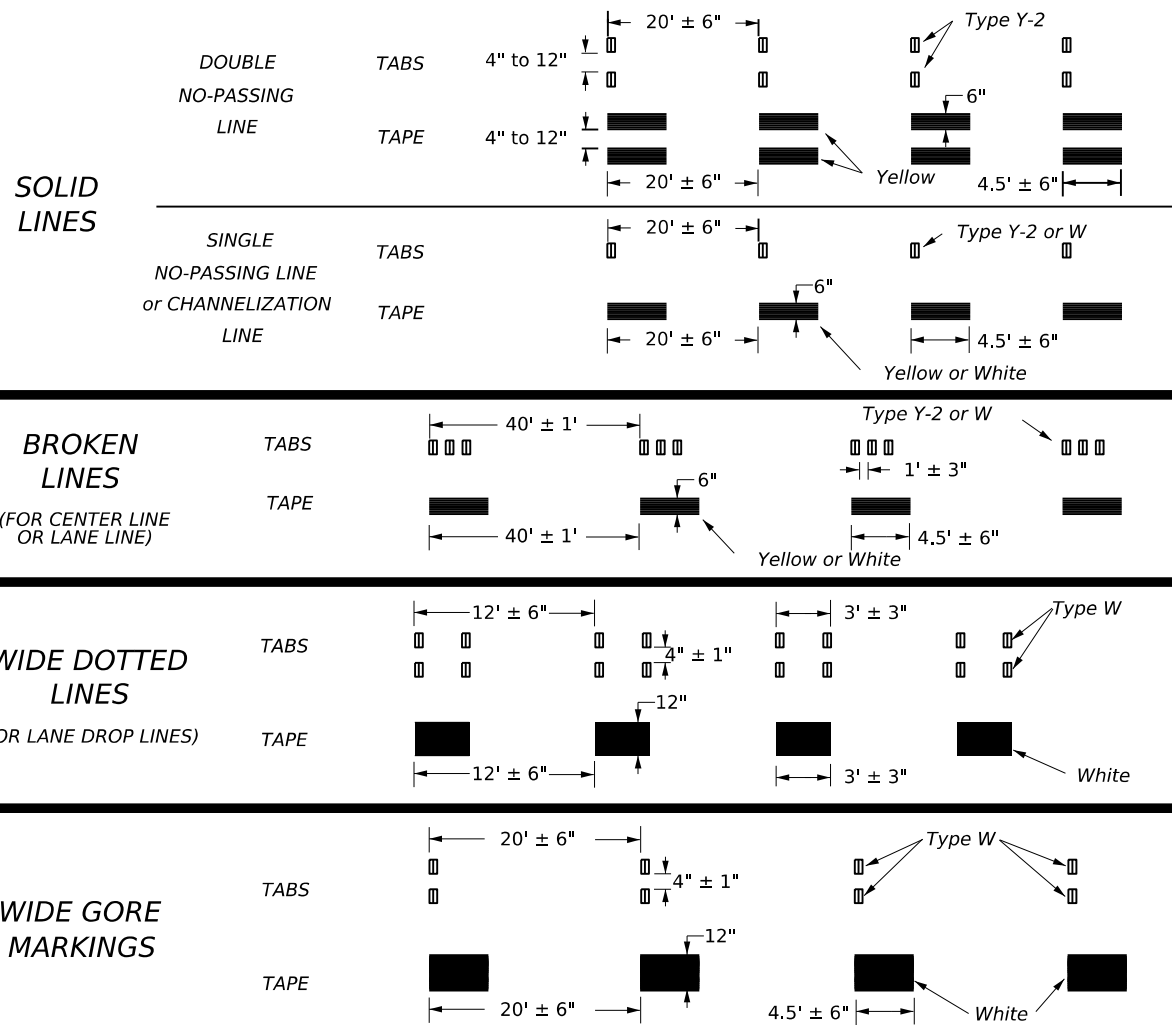 20' ± 6"
Type Y-2
DOUBLE
NO-PASSING
LINE
TABS
4" to 12"
6"
TAPE
4" to 12"
Yellow
20' ± 6"
4.5' ± 6"
SOLID
LINES
SINGLE
NO-PASSING LINE
or CHANNELIZATION
LINE
TABS
20' ± 6"
Type Y-2 or W
6"
TAPE
20' ± 6"
4.5' ± 6"
Yellow or White
BROKEN
LINES
(FOR CENTER LINE
OR LANE LINE)
TABS
40' ± 1'
Type Y-2 or W
1' ± 3"
TAPE
6"
40' ± 1'
4.5' ± 6"
Yellow or White
WIDE DOTTED
LINES
OR LANE DROP LINES)
TABS
12' ± 6"
3' ± 3"
Type W
4" ± 1"
12"
TAPE
12' ± 6"
3' ± 3"
White
WIDE GORE
MARKINGS
TABS
20' ± 6"
Type W
4" ± 1"
12"
TAPE
20' ± 6"
4.5' ± 6"
White